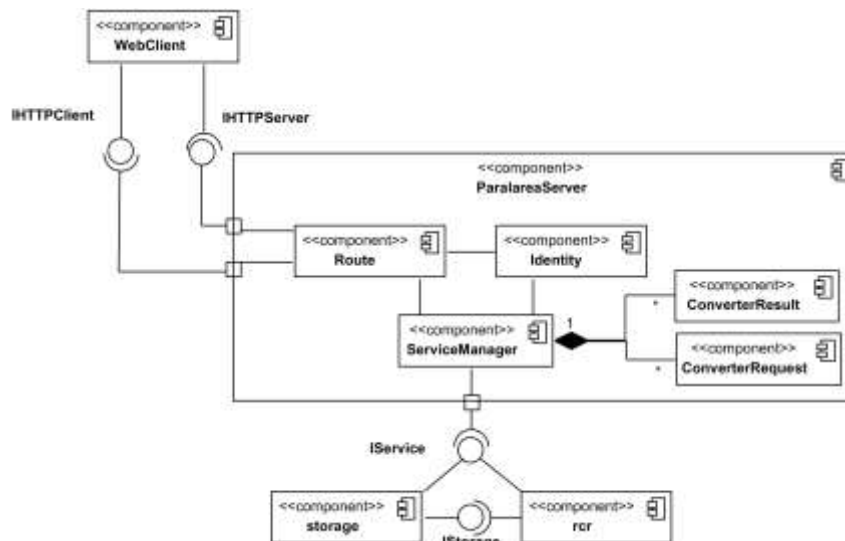 <<component>>
WebClient
IHTTPClient
IHTTPServer
<<component>>
ParalareaServer
<<component>>
Route
<<component>>
Identity
<<component>>
ConverterResult
*
<<component>>
ServiceManager
1
<<component>>
ConverterRequest
*
IService
<<component>>
storage
<<component>>
rcr
IStorage